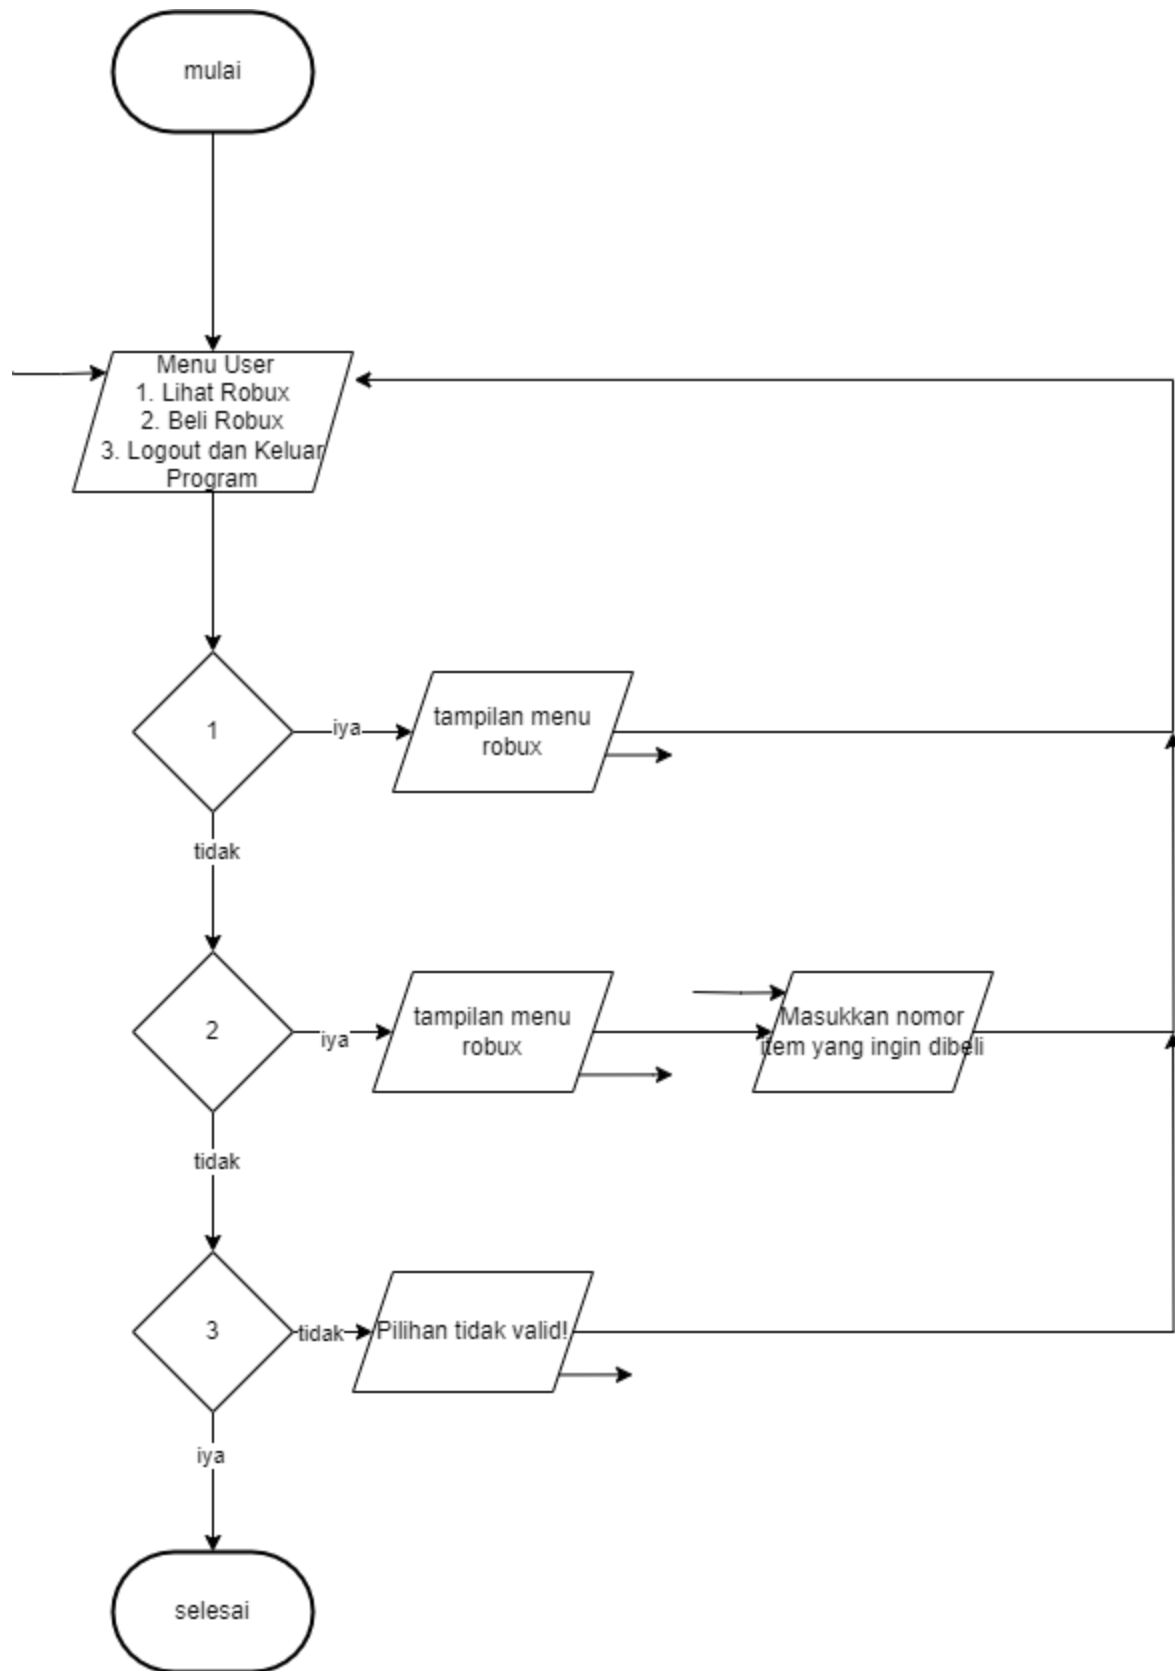 mulai
Menu User
1. Lihat Robux
2. Beli Robux
3. Logout dan Keluar
Program
1
iya
tampilan menu
robux
tidak
2
iya
tampilan menu
robux
Masukkan nomor
item yang ingin dibeli
tidak
3
tidak
Pilihan tidak valid!
iya
selesai